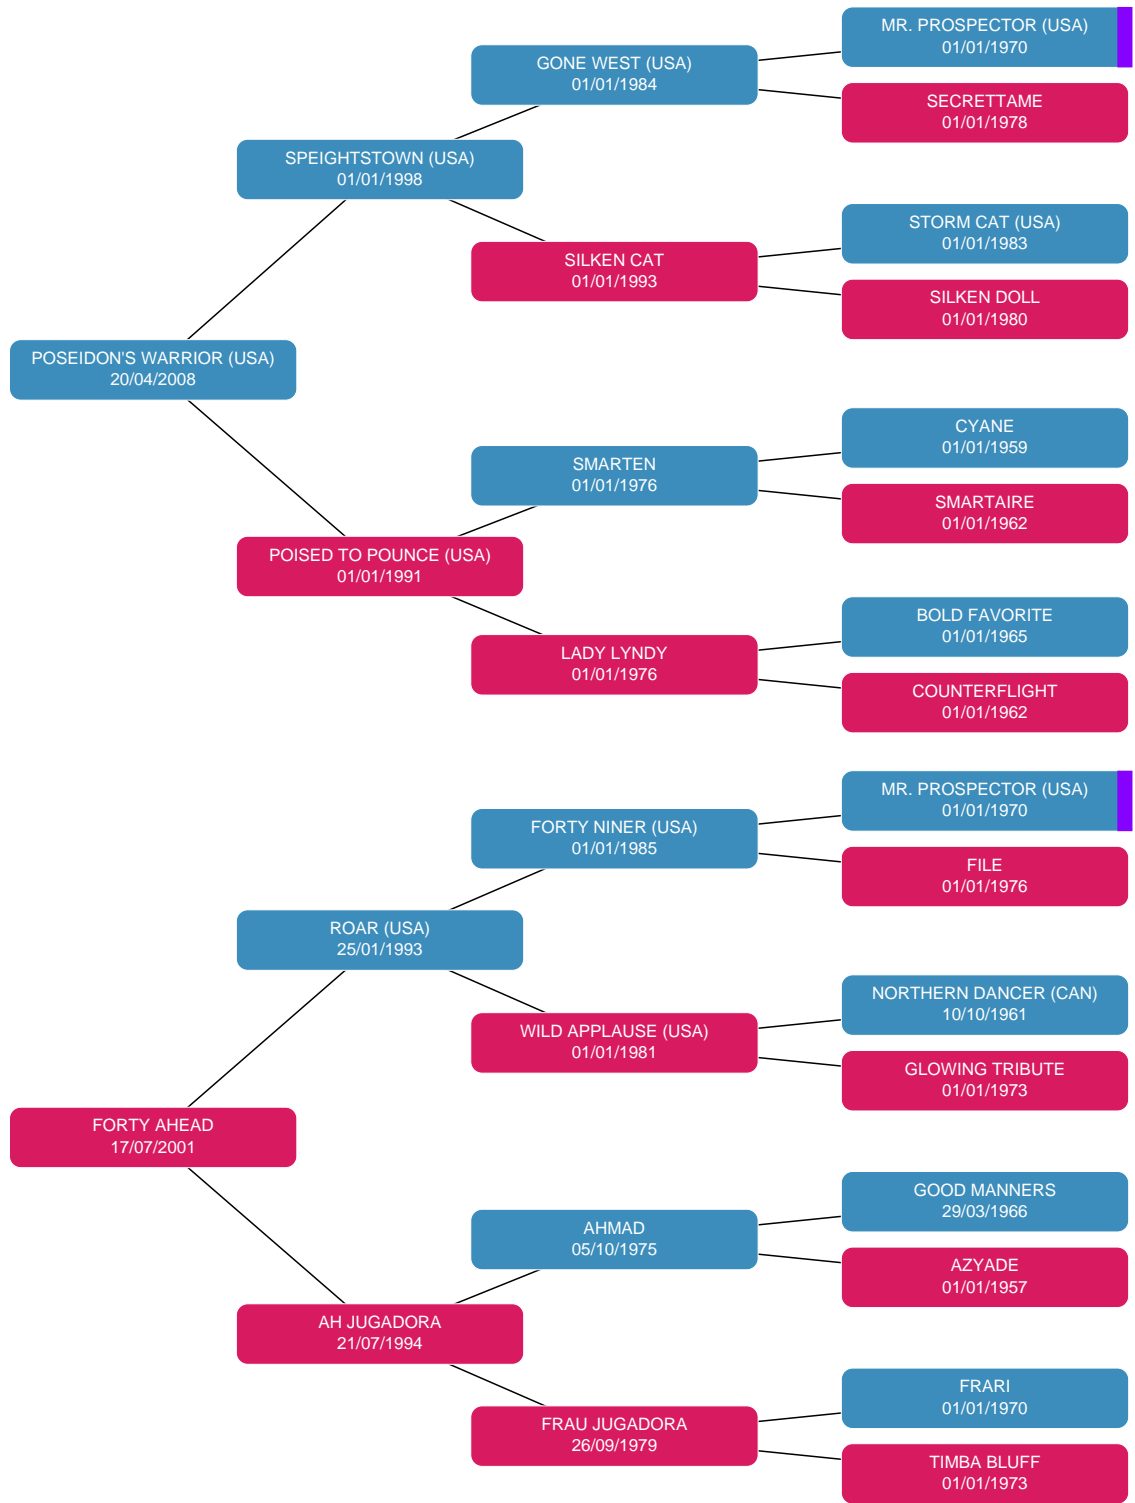 MR. PROSPECTOR (USA)
01/01/1970
GONE WEST (USA)
01/01/1984
SECRETTAME
01/01/1978
SPEIGHTSTOWN (USA)
01/01/1998
STORM CAT (USA)
01/01/1983
SILKEN CAT
01/01/1993
SILKEN DOLL
01/01/1980
POSEIDON'S WARRIOR (USA)
20/04/2008
CYANE
01/01/1959
SMARTEN
01/01/1976
SMARTAIRE
01/01/1962
POISED TO POUNCE (USA)
01/01/1991
BOLD FAVORITE
01/01/1965
LADY LYNDY
01/01/1976
COUNTERFLIGHT
01/01/1962
MR. PROSPECTOR (USA)
01/01/1970
FORTY NINER (USA)
01/01/1985
FILE
01/01/1976
ROAR (USA)
25/01/1993
NORTHERN DANCER (CAN)
10/10/1961
WILD APPLAUSE (USA)
01/01/1981
GLOWING TRIBUTE
01/01/1973
FORTY AHEAD
17/07/2001
GOOD MANNERS
29/03/1966
AHMAD
05/10/1975
AZYADE
01/01/1957
AH JUGADORA
21/07/1994
FRARI
01/01/1970
FRAU JUGADORA
26/09/1979
TIMBA BLUFF
01/01/1973